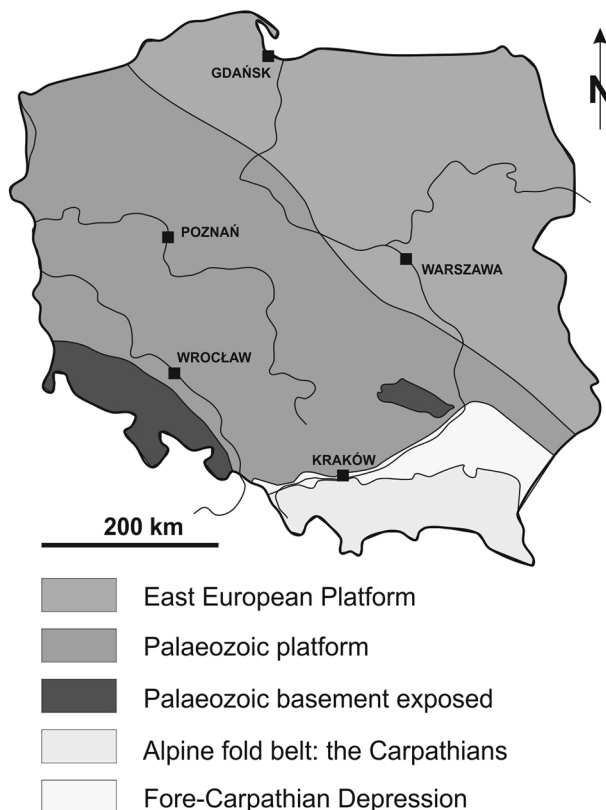 GDAŃSK
N
POZNAŃ
WARSZAWA
WROCŁAW
KRAKÓW
200 km
East European Platform
Palaeozoic platform
Palaeozoic basement exposed
Alpine fold belt: the Carpathians
Fore-Carpathian Depression